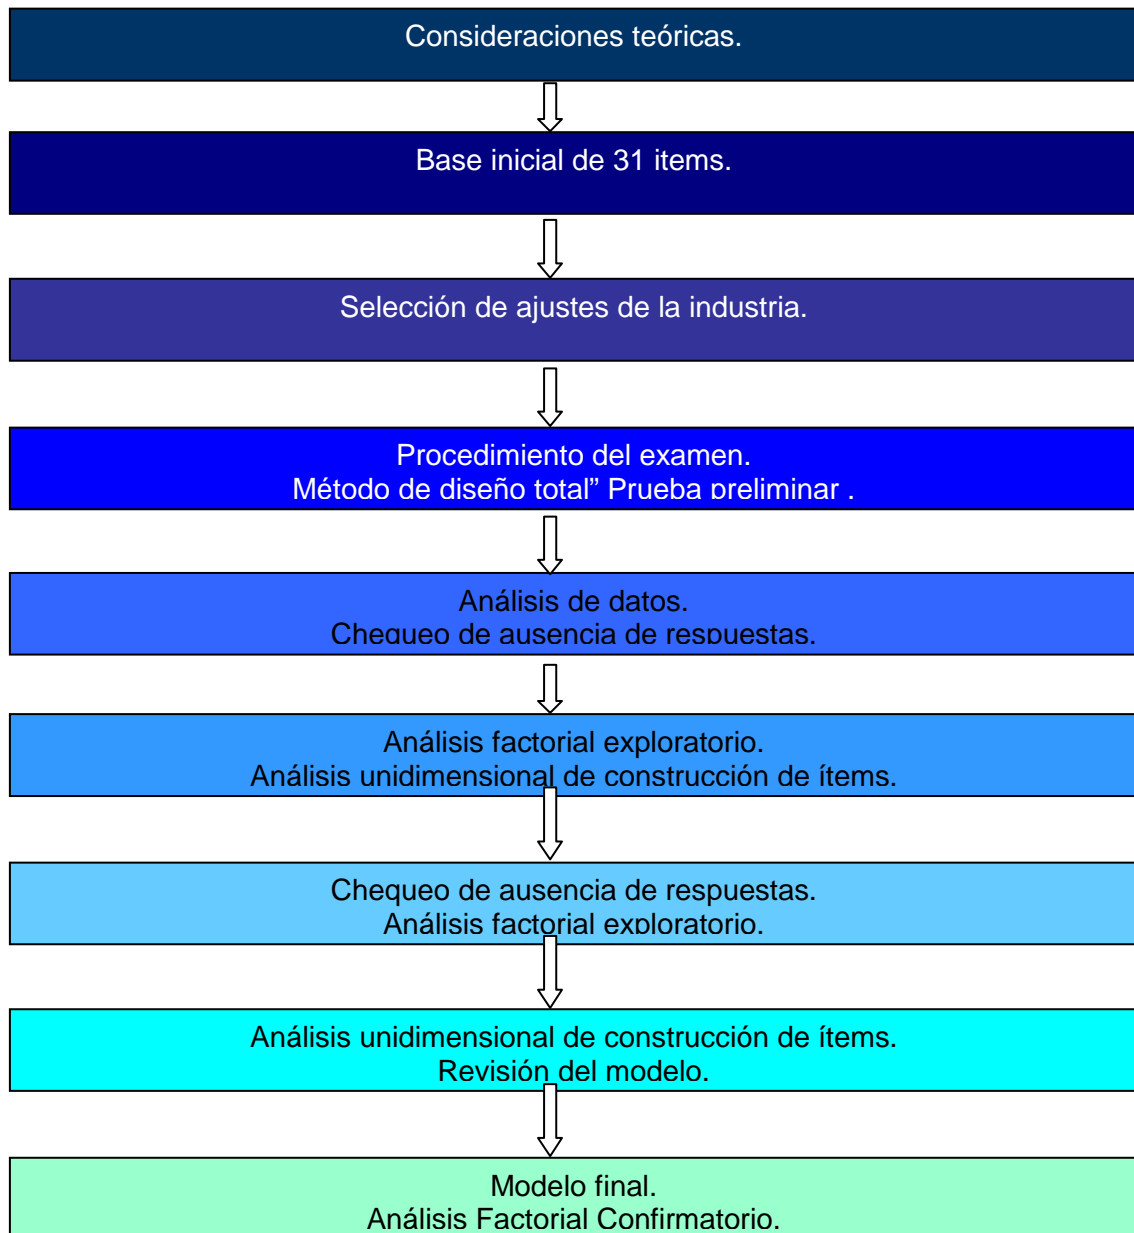 Consideraciones teóricas.
Base inicial de 31 items.
Selección de ajustes de la industria.
Procedimiento del examen.
Método de diseño total” Prueba preliminar .
Análisis de datos.
Chequeo de ausencia de respuestas.
Análisis factorial exploratorio.
Análisis unidimensional de construcción de ítems.
Chequeo de ausencia de respuestas.
Análisis factorial exploratorio.
Análisis unidimensional de construcción de ítems.
Revisión del modelo.
Modelo final.
Análisis Factorial Confirmatorio.